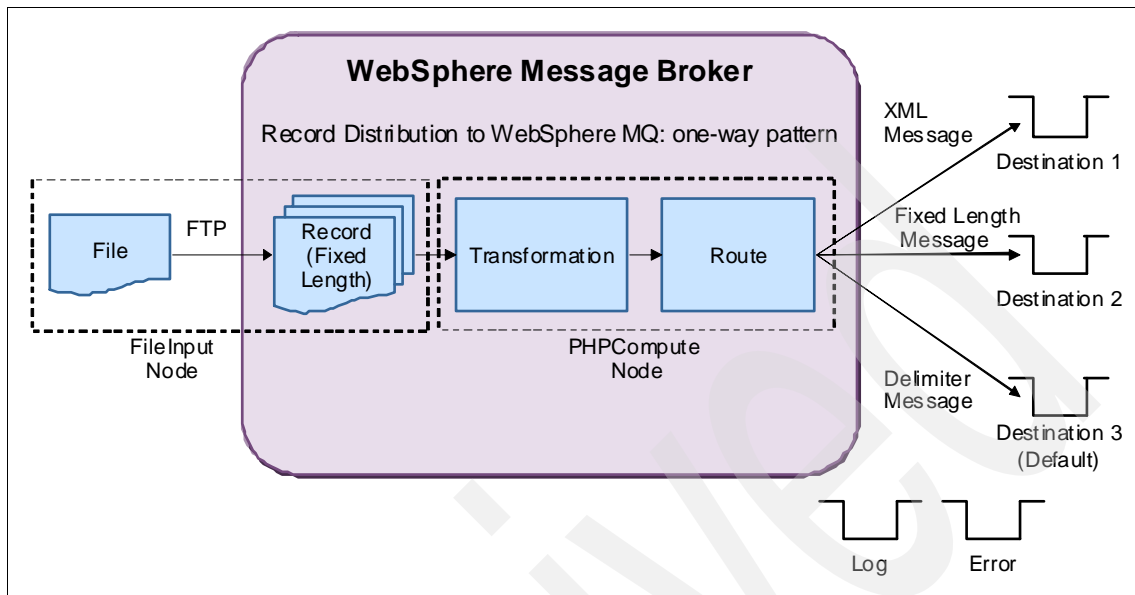 WebSphere Message Broker
Record Distribution to WebSphere MQ: one-way pattern
File
FTP
Record
(Fixed
Length)
Transformation
Route
FileInput
Node
PHPCompute
Node
XML
Message
Destination 1
Fixed Length
Message
Destination 2
Delimiter
Message
Destination 3
(Default)
Log
Error